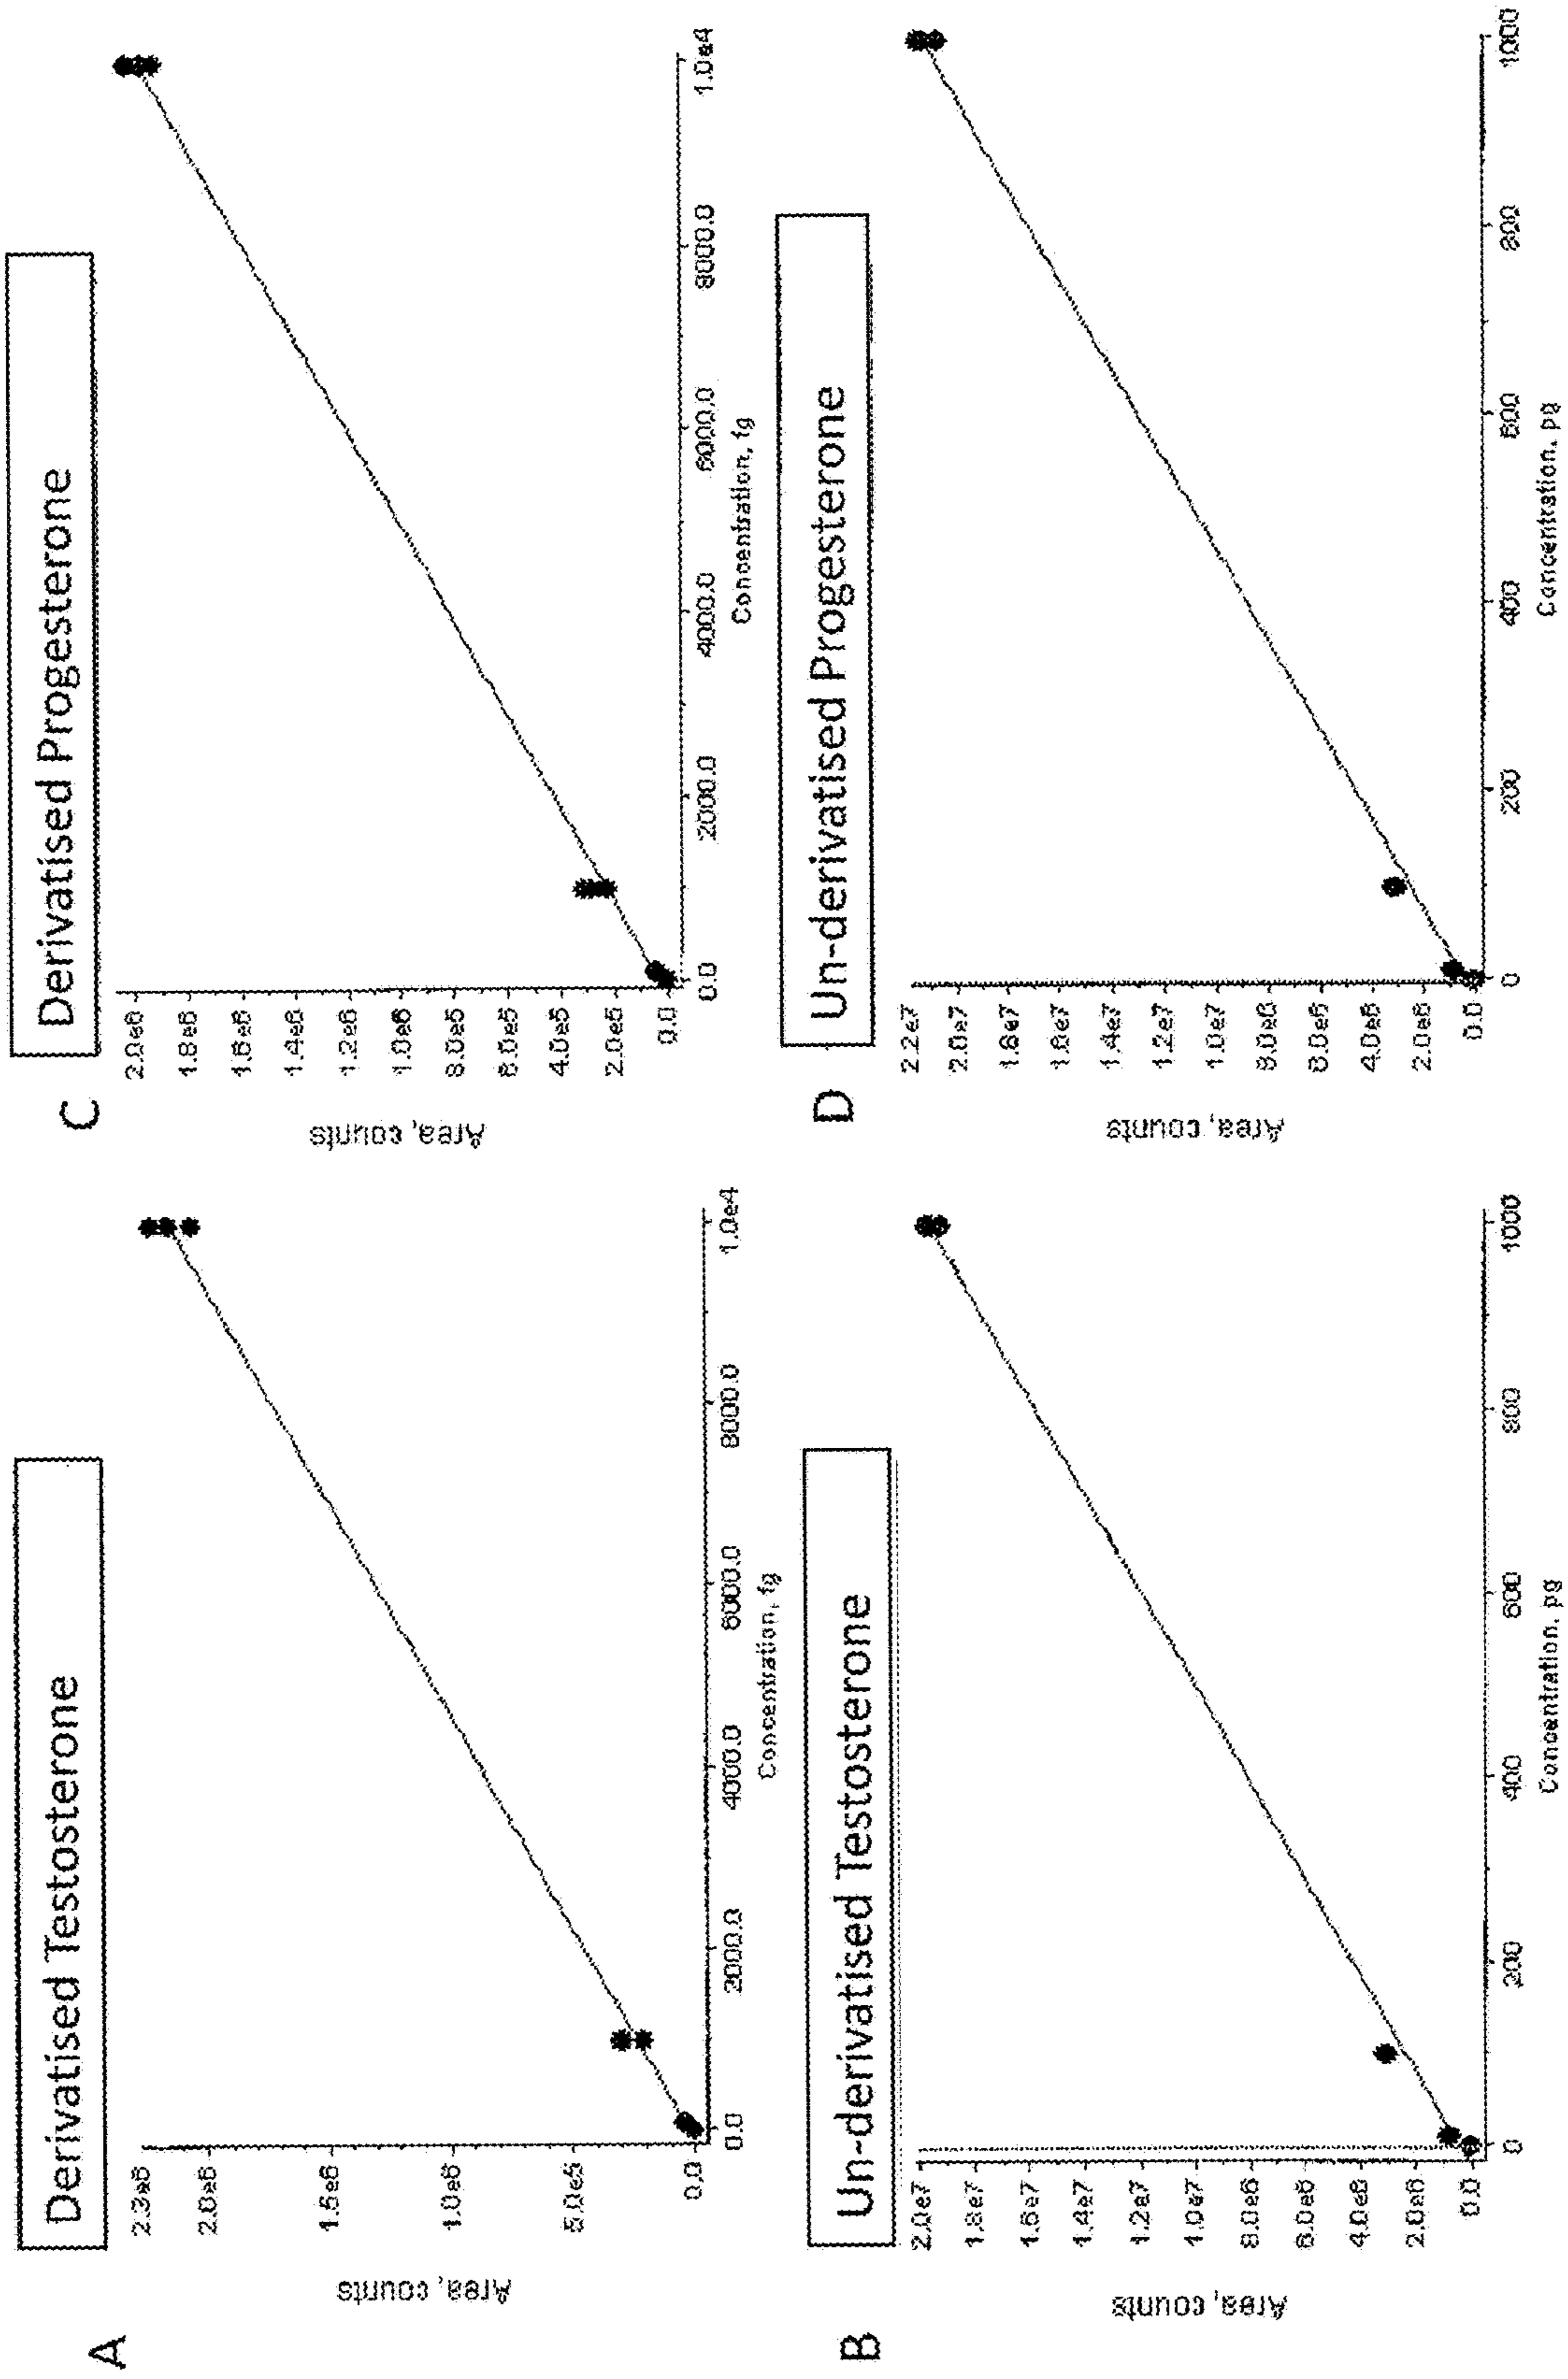 A
Derivatised Testosterone
Area, counts
2.3e6
2.0e6
1.5e6
1.0e6
5.0e5
0.0
0.0 2000.0 4000.0 6000.0 8000.0 1.0e4
Concentration, fg
C
Derivatised Progesterone
Area, counts
2.0e6
1.8e6
1.6e6
1.4e6
1.2e6
1.0e6
8.0e5
6.0e5
4.0e5
2.0e5
0.0
0.0 2000.0 4000.0 6000.0 8000.0 1.0e4
Concentration, fg
B
Un-derivatised Testosterone
Area, counts
2.0e7
1.8e7
1.6e7
1.4e7
1.2e7
1.0e7
8.0e6
6.0e6
4.0e6
2.0e6
0.0
0 200 400 600 800 1000
Concentration, pg
D
Un-derivatised Progesterone
Area, counts
2.2e7
2.0e7
1.8e7
1.6e7
1.4e7
1.2e7
1.0e7
8.0e6
6.0e6
4.0e6
2.0e6
0.0
0 200 400 600 800 1000
Concentration, pg